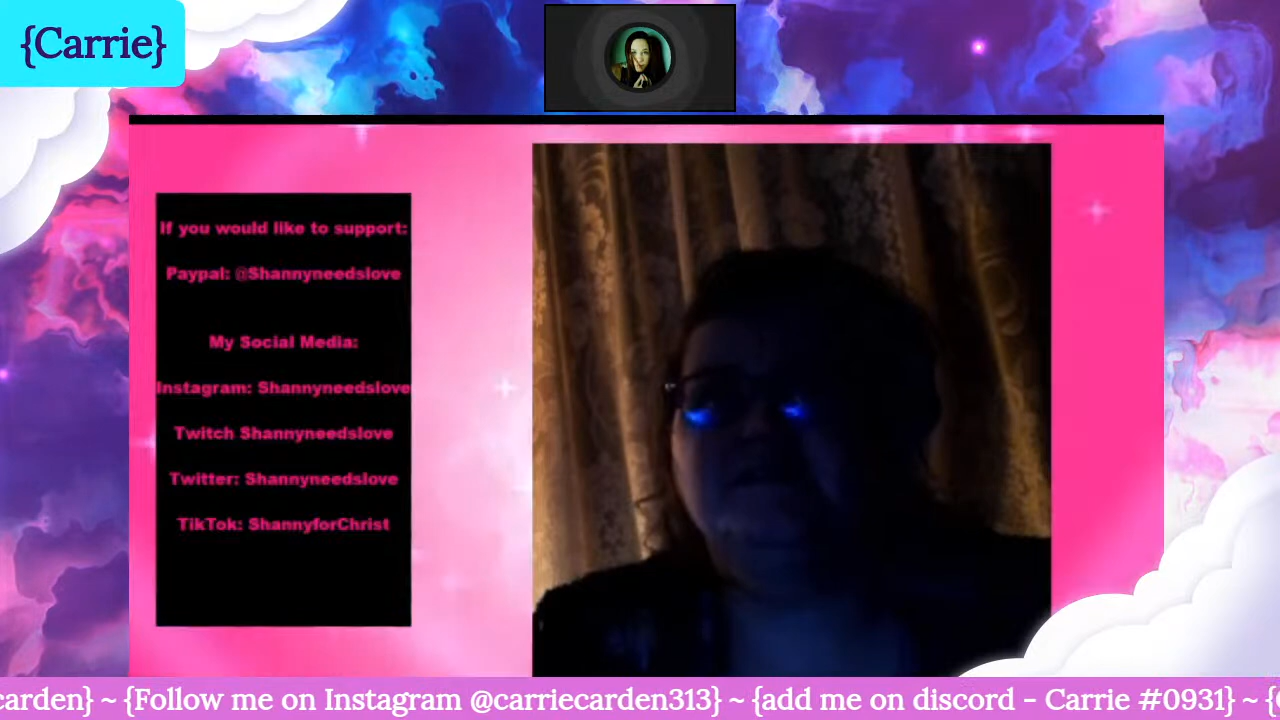 {Carrie}
If you would like to support:
Paypal: @Shannyneedslove
My Social Media:
Instagram: Shannyneedslove
Twitch Shannyneedslove
Twitter: Shannyneedslove
TikTok: ShannyforChrist
carden} ~ {Follow me on Instagram @carriecarden313} ~ {add me on discord - Carrie #0931} ~ {